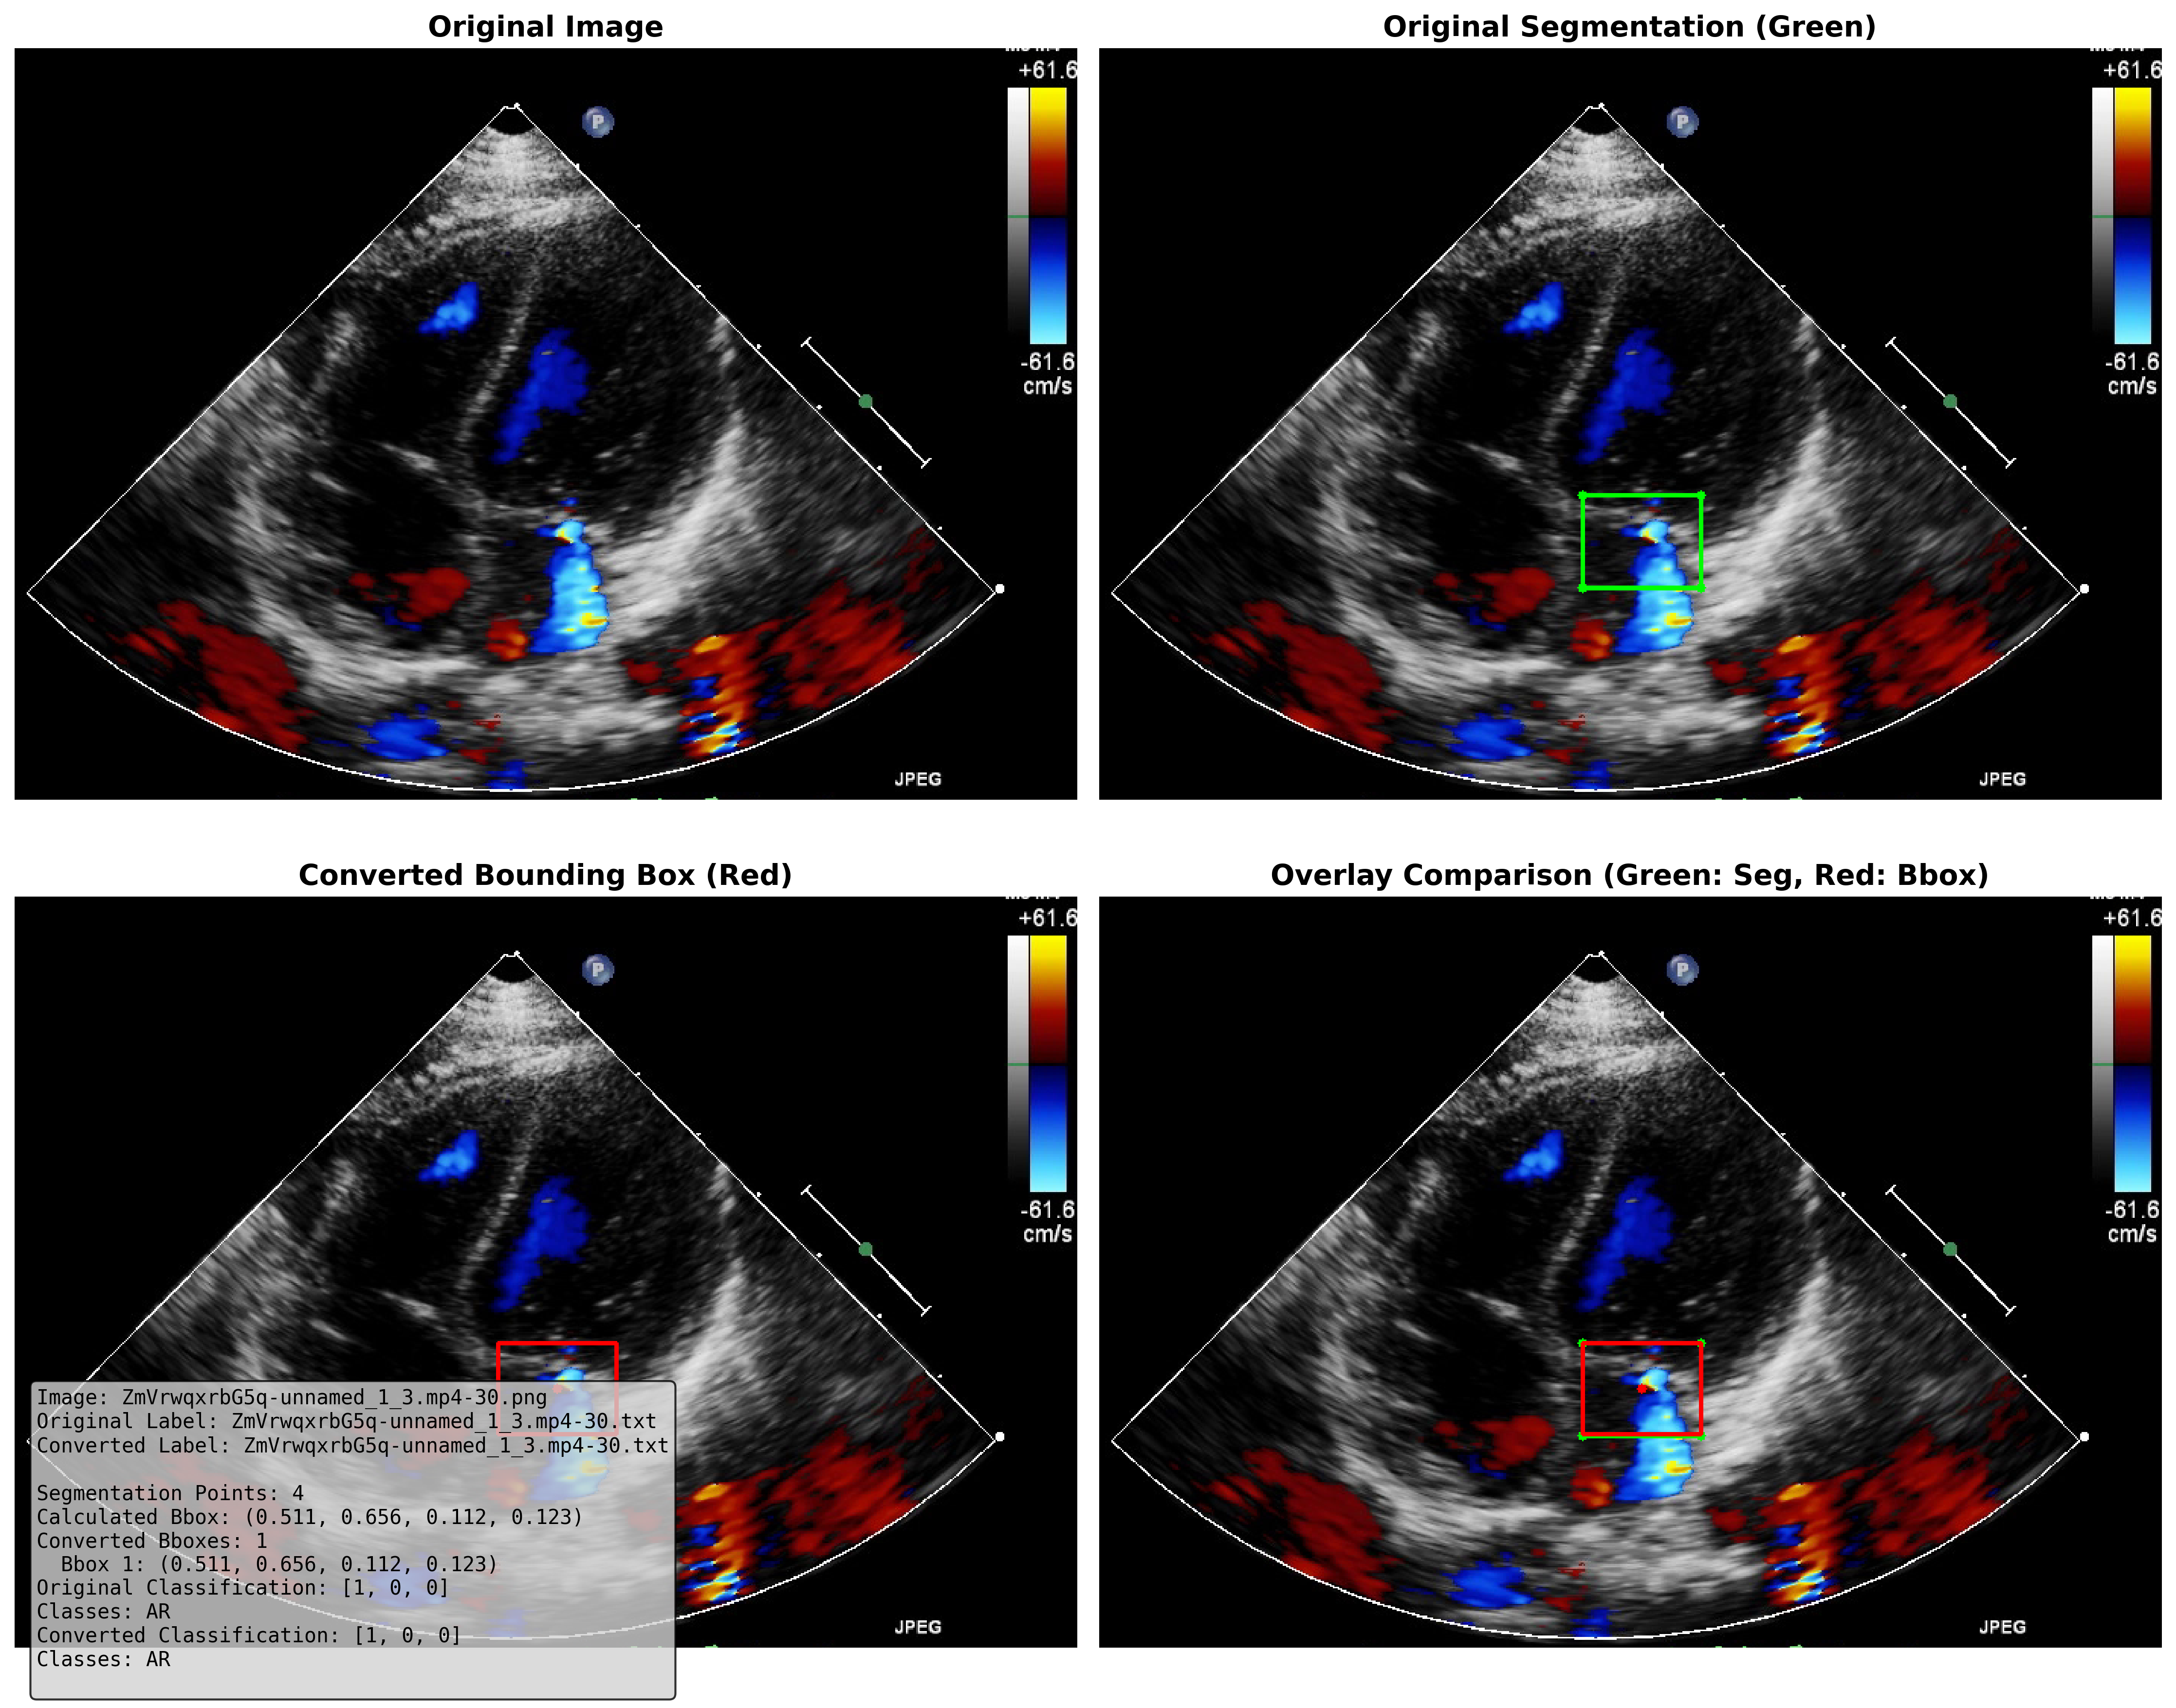 Original Image
Original Segmentation (Green)
+61.6
P
-61.6
cm/s
JPEG
+61.6
P
-61.6
cm/s
JPEG
Converted Bounding Box (Red)
Overlay Comparison (Green: Seg, Red: Bbox)
+61.6
P
-61.6
cm/s
JPEG
+61.6
P
-61.6
cm/s
JPEG
Image: ZmVrwqxrbG5q-unnamed_1_3.mp4-30.png
Original Label: ZmVrwqxrbG5q-unnamed_1_3.mp4-30.txt
Converted Label: ZmVrwqxrbG5q-unnamed_1_3.mp4-30.txt
Segmentation Points: 4
Calculated Bbox: (0.511, 0.656, 0.112, 0.123)
Converted Bboxes: 1
Bbox 1: (0.511, 0.656, 0.112, 0.123)
Original Classification: [1, 0, 0]
Classes: AR
Converted Classification: [1, 0, 0]
Classes: AR